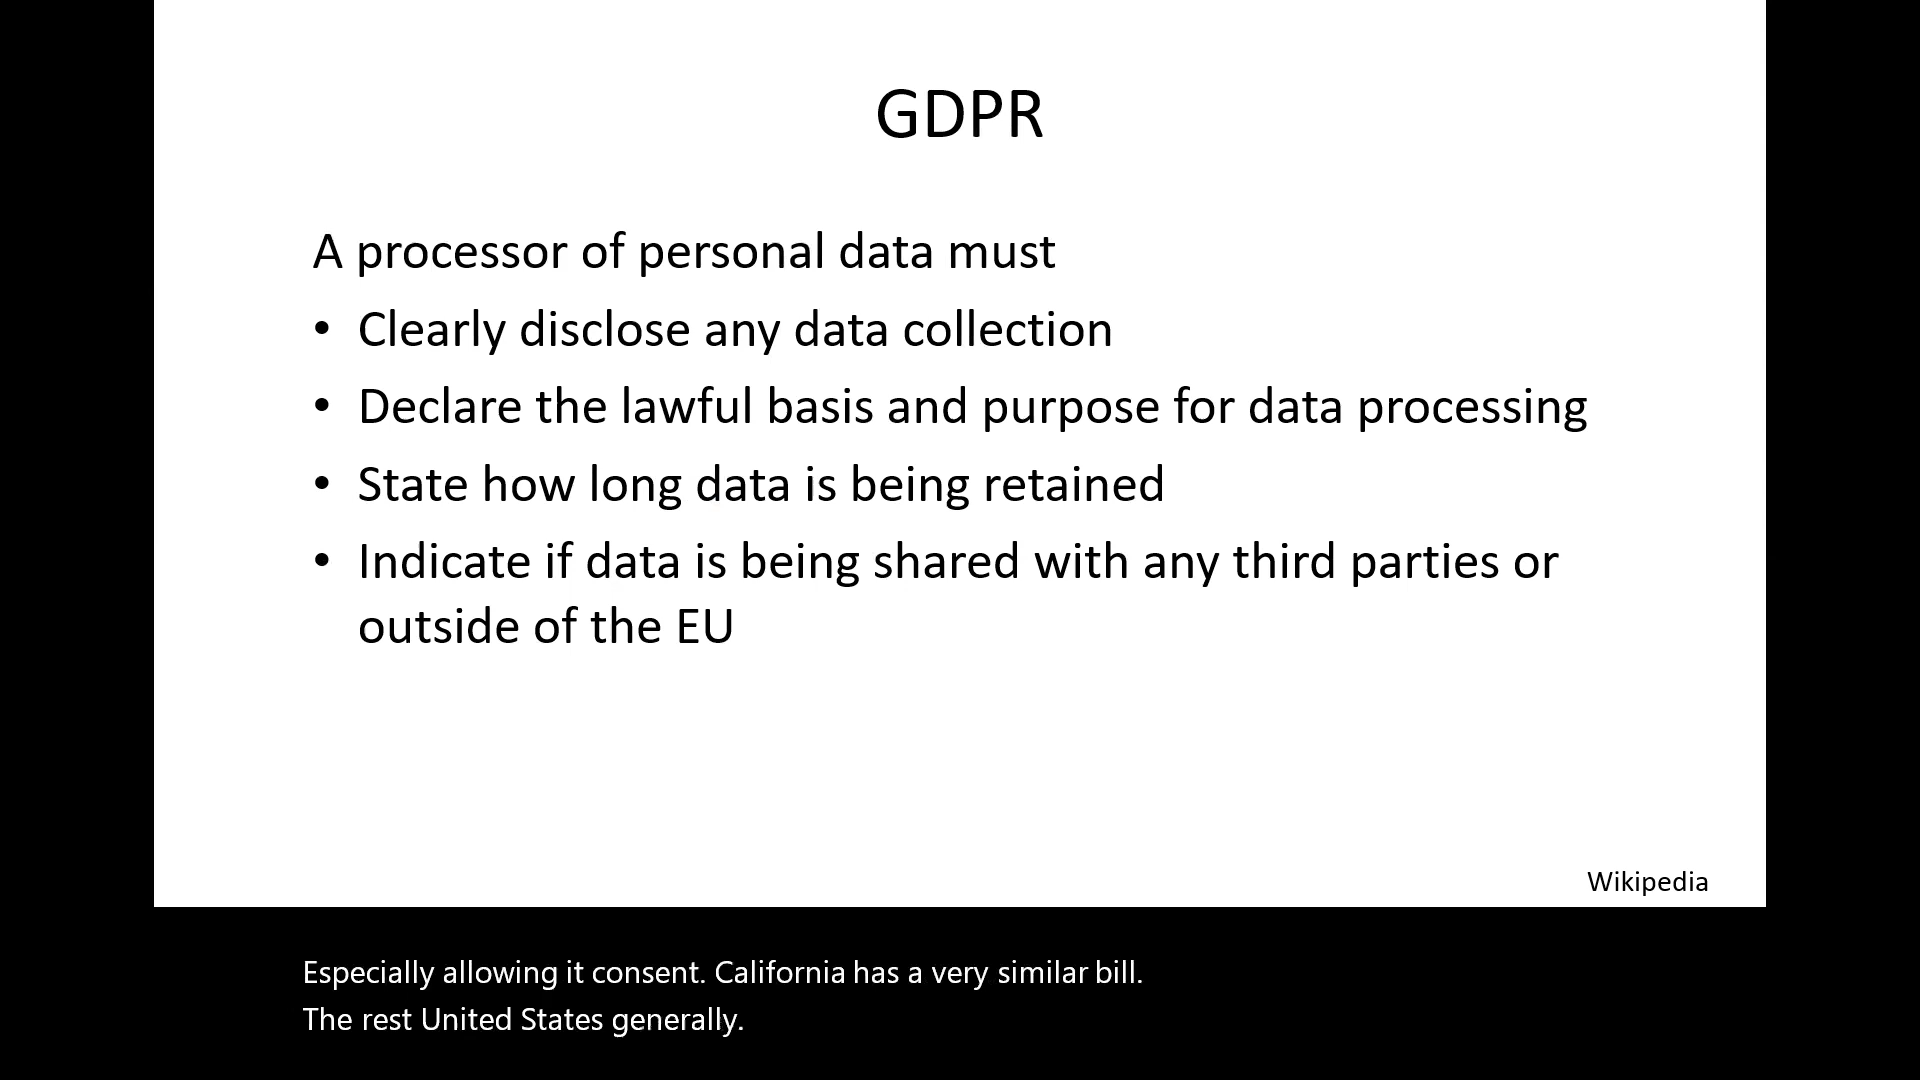 GDPR
A processor of personal data must
• Clearly disclose any data collection
• Declare the lawful basis and purpose for data processing
• State how long data is being retained
• Indicate if data is being shared with any third parties or
outside of the EU
Wikipedia
Especially allowing it consent. California has a very similar bill.
The rest United States generally.